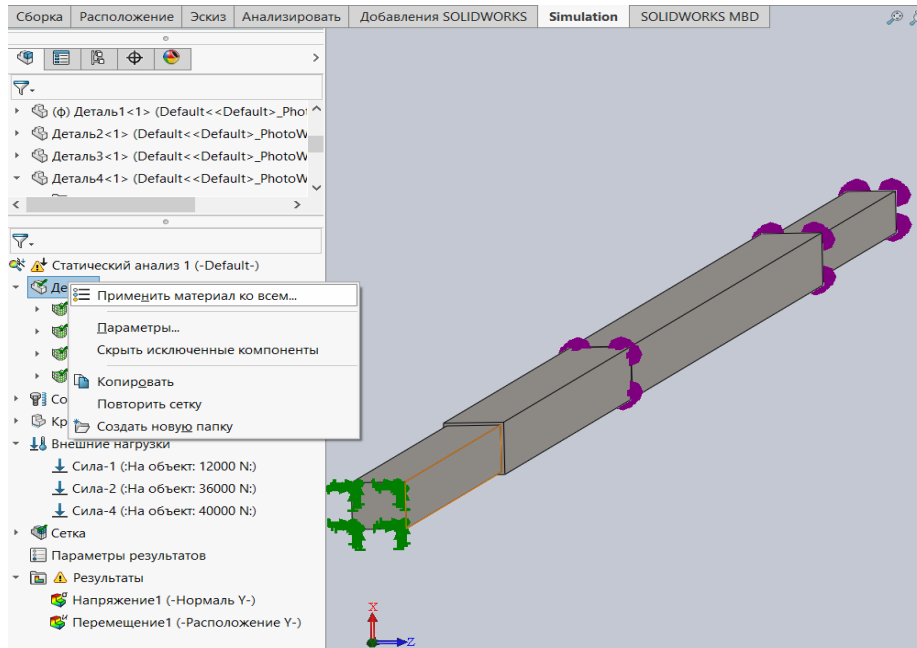 Сборка Расположение Эскиз Анализировать Добавления SOLIDWORKS Simulation SOLIDWORKS MBD
(ф) Деталь1<1> (Default<<Default>_Phot
Деталь2<1> (Default<<Default>_PhotoW
Деталь3<1> (Default<<Default>_PhotoW
Деталь4<1> (Default<<Default>_PhotoW
Статический анализ 1 (-Default-)
Де
Применить материал ко всем...
Параметры...
Скрыть исключенные компоненты
Копировать
Со
Повторить сетку
Кр
Создать новую папку
Внешние нагрузки
Сила-1 (:На объект: 12000 N:)
Сила-2 (:На объект: 36000 N:)
Сила-4 (:На объект: 40000 N:)
Сетка
Параметры результатов
Результаты
Напряжение1 (-Нормаль Y-)
Перемещение1 (-Расположение Y-)
X
Z